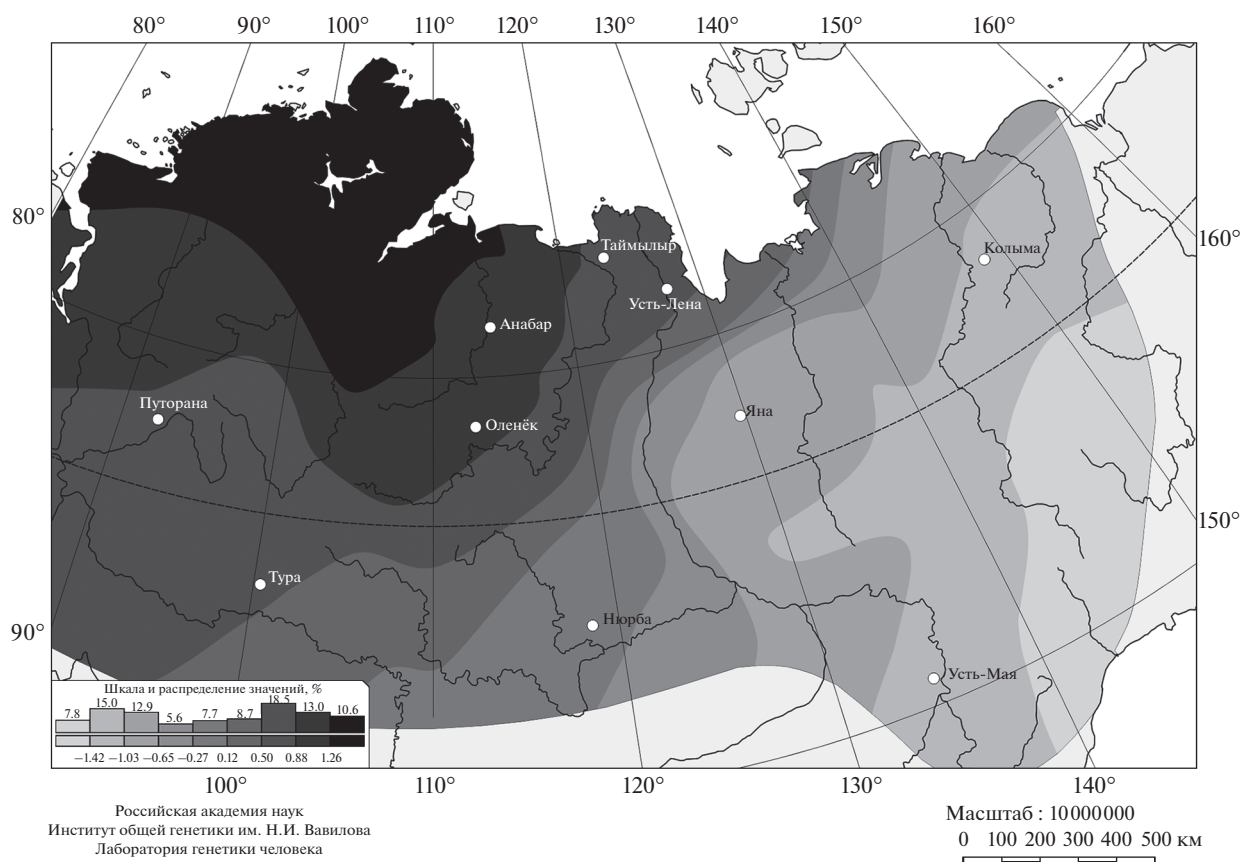 80° 90° 100° 110° 120° 130° 140° 150° 160°
80°
160°
Таймылыр
Колыма
Усть-Лена
Анабар
Путорана
Яна
Оленёк
150°
Тура
Нюрба
90°
Усть-Мая
Шкала и распределение значений, %
7.8 15.0 12.9 5.6 7.7 8.7 18.5 13.0 10.6
−1.42 −1.03 −0.65 −0.27 0.12 0.50 0.88 1.26
100° 110° 120° 130° 140°
Российская академия наук
Институт общей генетики им. Н.И. Вавилова
Лаборатория генетики человека
Масштаб : 10000000
0 100 200 300 400 500 км